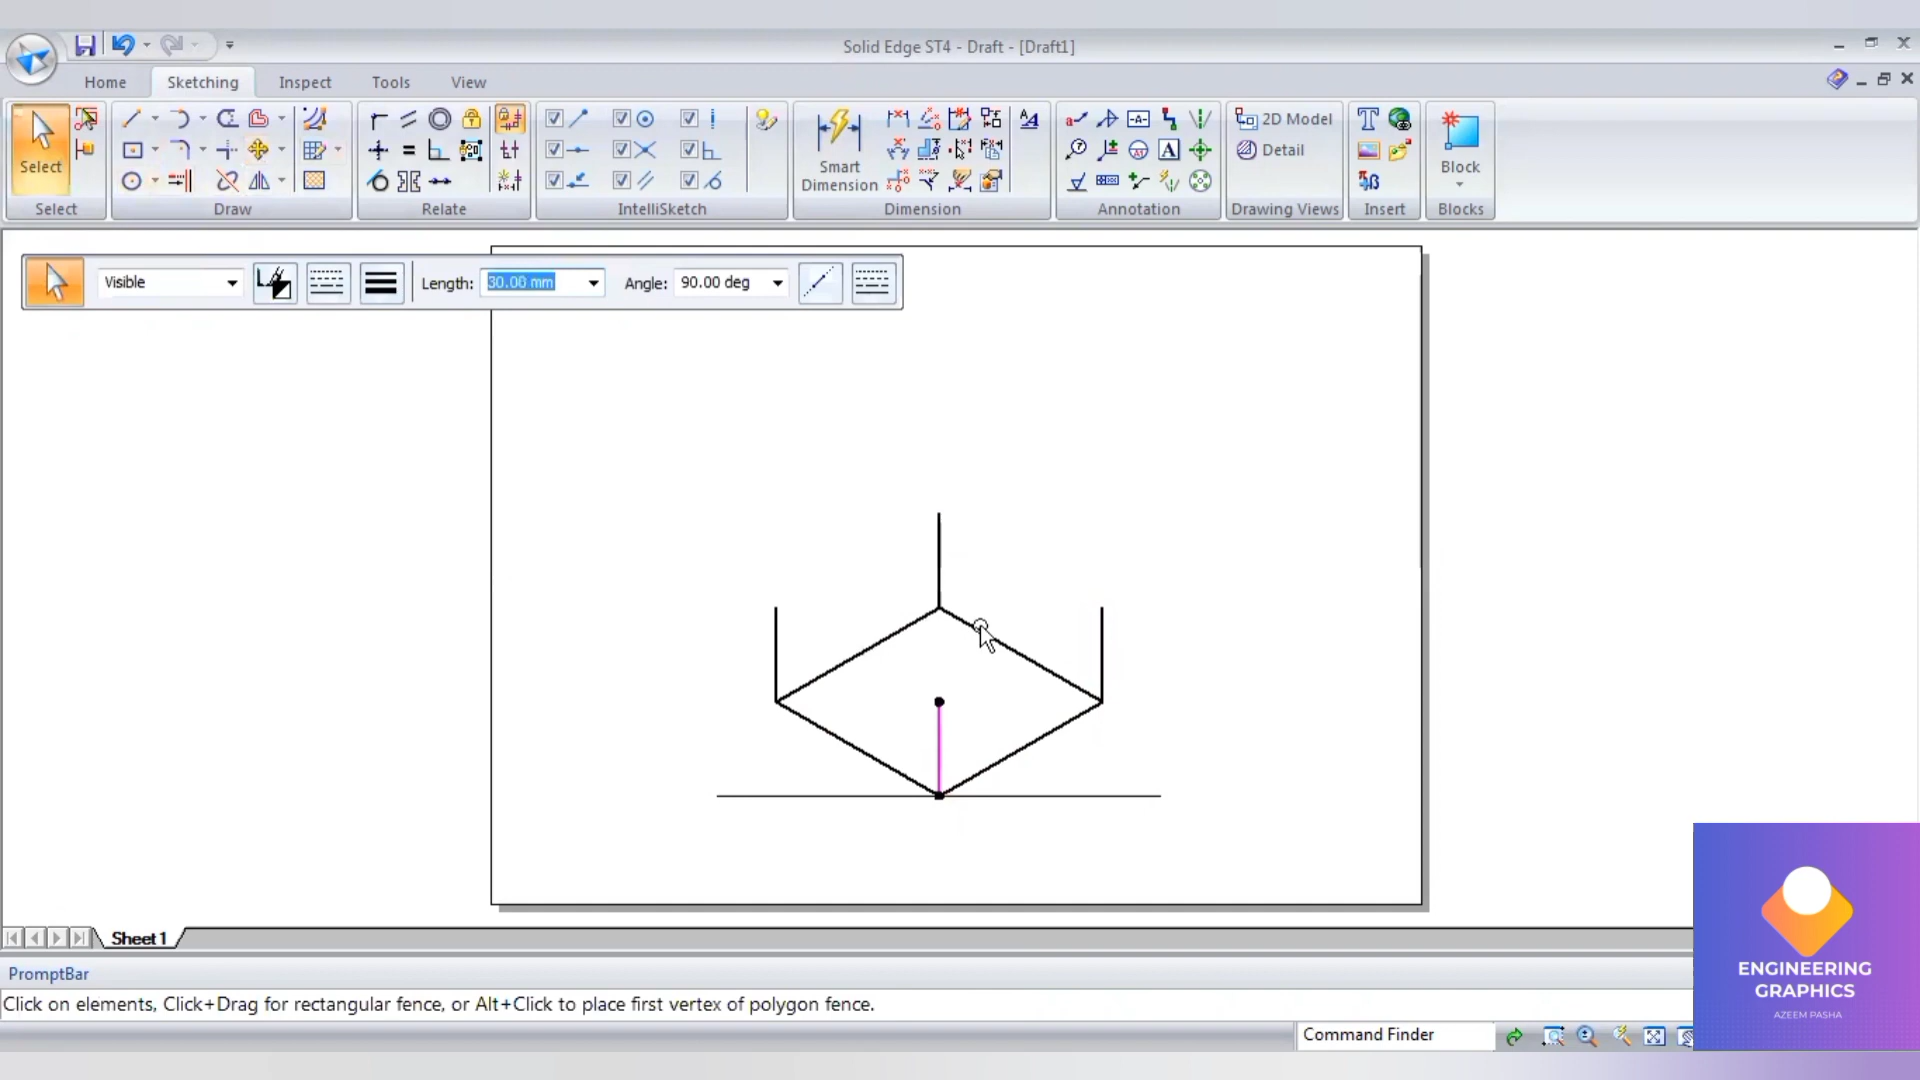 Solid Edge ST4 - Draft - [Draft1]
Home
Sketching
Inspect
Tools
View
Select
Smart
Dimension
A
A
2D Model
Detail
T
Block
Select
Draw
Relate
IntelliSketch
Dimension
Annotation
Drawing Views
Insert
Blocks
Visible
Length:
30.00 mm
Angle:
90.00 deg
Sheet1
PromptBar
Click on elements, Click+Drag for rectangular fence, or Alt+Click to place first vertex of polygon fence.
Command Finder
ENGINEERING
GRAPHICS
AZEEM PASHA